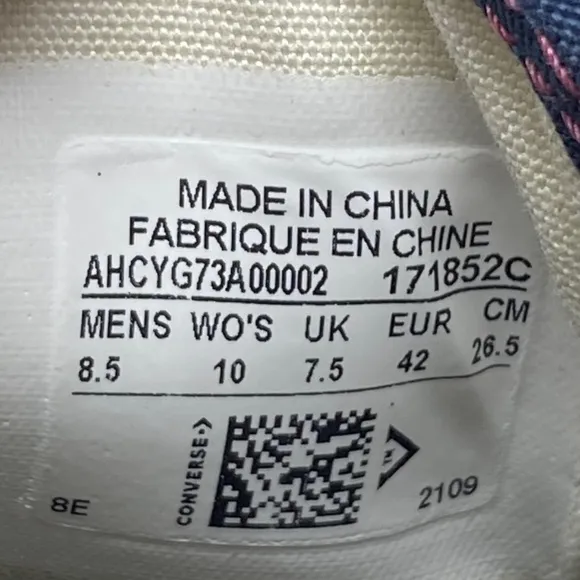 MADE IN CHINA
FABRIQUE EN CHINE
AHCYG73A00002 171852C
MENS WO'S UK EUR CM
8.5 10 7.5 42 26.5
CONVERSE
TM
8E 2109